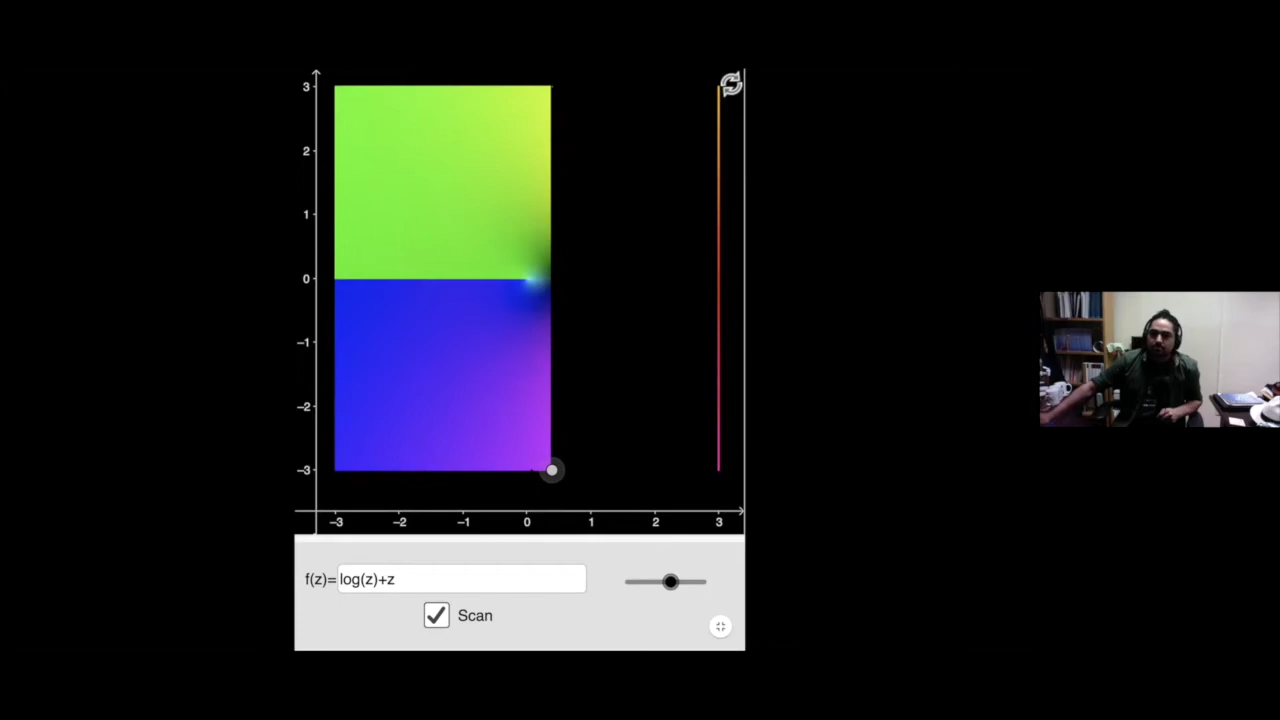 3
2
1
0
−1
−2
−3
−3 −2 −1 0 1 2 3
f(z)= log(z)+z
Scan